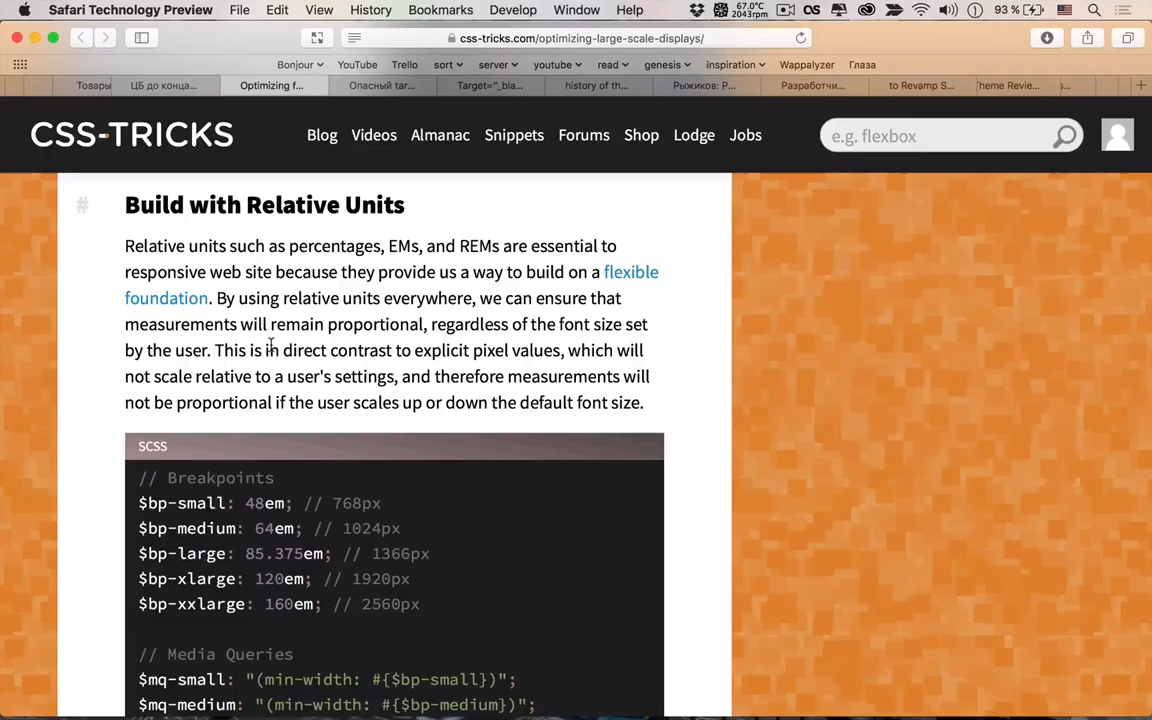 Safari Technology Preview File Edit View History Bookmarks Develop Window Help 67.0°C 2043rpm 93 %
css-tricks.com/optimizing-large-scale-displays/
Bonjour YouTube Trello sort server youtube read genesis inspiration Wappalyzer Глаза
Товары ЦБ до конца... Optimizing f... Опасный tar... Target="_bla... history of th... Рыжиков: Р... Разработчи... to Revamp S... heme Revie... s...
CSS-TRICKS Blog Videos Almanac Snippets Forums Shop Lodge Jobs e.g. flexbox
# Build with Relative Units
Relative units such as percentages, EMs, and REMs are essential to
responsive web site because they provide us a way to build on a flexible
foundation. By using relative units everywhere, we can ensure that
measurements will remain proportional, regardless of the font size set
by the user. This is in direct contrast to explicit pixel values, which will
not scale relative to a user's settings, and therefore measurements will
not be proportional if the user scales up or down the default font size.
SCSS
// Breakpoints
$bp-small: 48em; // 768px
$bp-medium: 64em; // 1024px
$bp-large: 85.375em; // 1366px
$bp-xlarge: 120em; // 1920px
$bp-xxlarge: 160em; // 2560px
// Media Queries
$mq-small: "(min-width: #{$bp-small})";
$mq-medium: "(min-width: #{$bp-medium})";